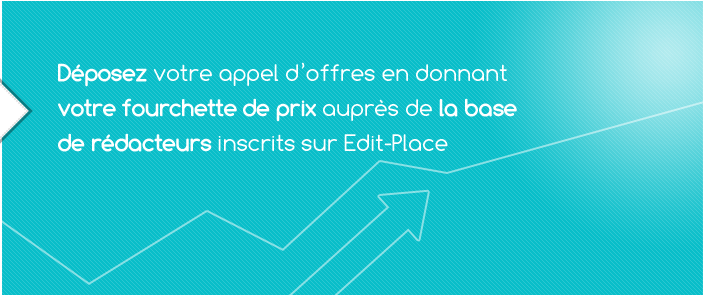 Déposez votre appel d'offres en donnant
votre fourchette de prix auprès de la base
de rédacteurs inscrits sur Edit-Place